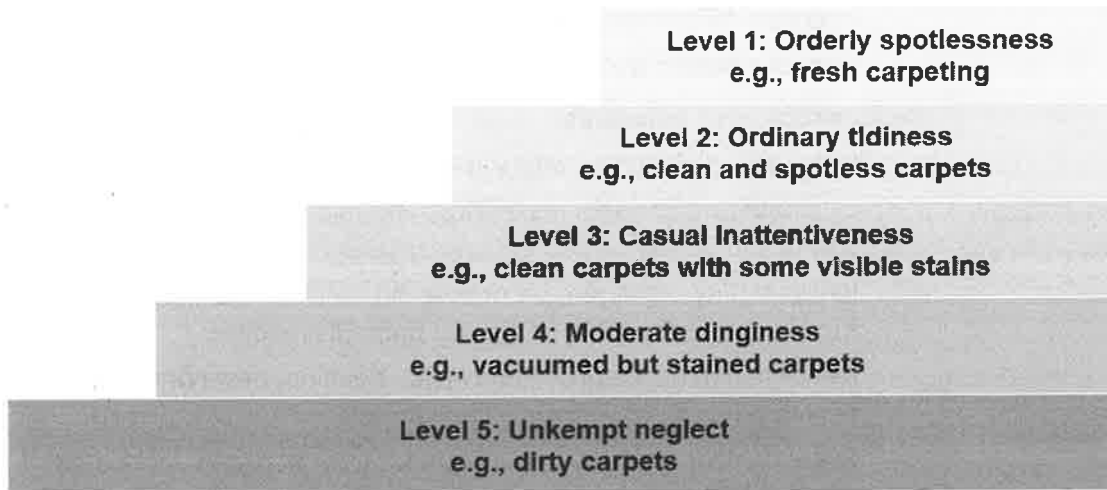 Level 1: Orderly spotlessness
e.g., fresh carpeting
Level 2: Ordinary tldiness
e.g., clean and spotless carpets
Level 3: Casual Inattentiveness
e.g., clean carpets with some visible stains
Level 4: Moderate dinginess
e.g., vacuumed but stained carpets
Level 5: Unkempt neglect
e.g., dirty carpets